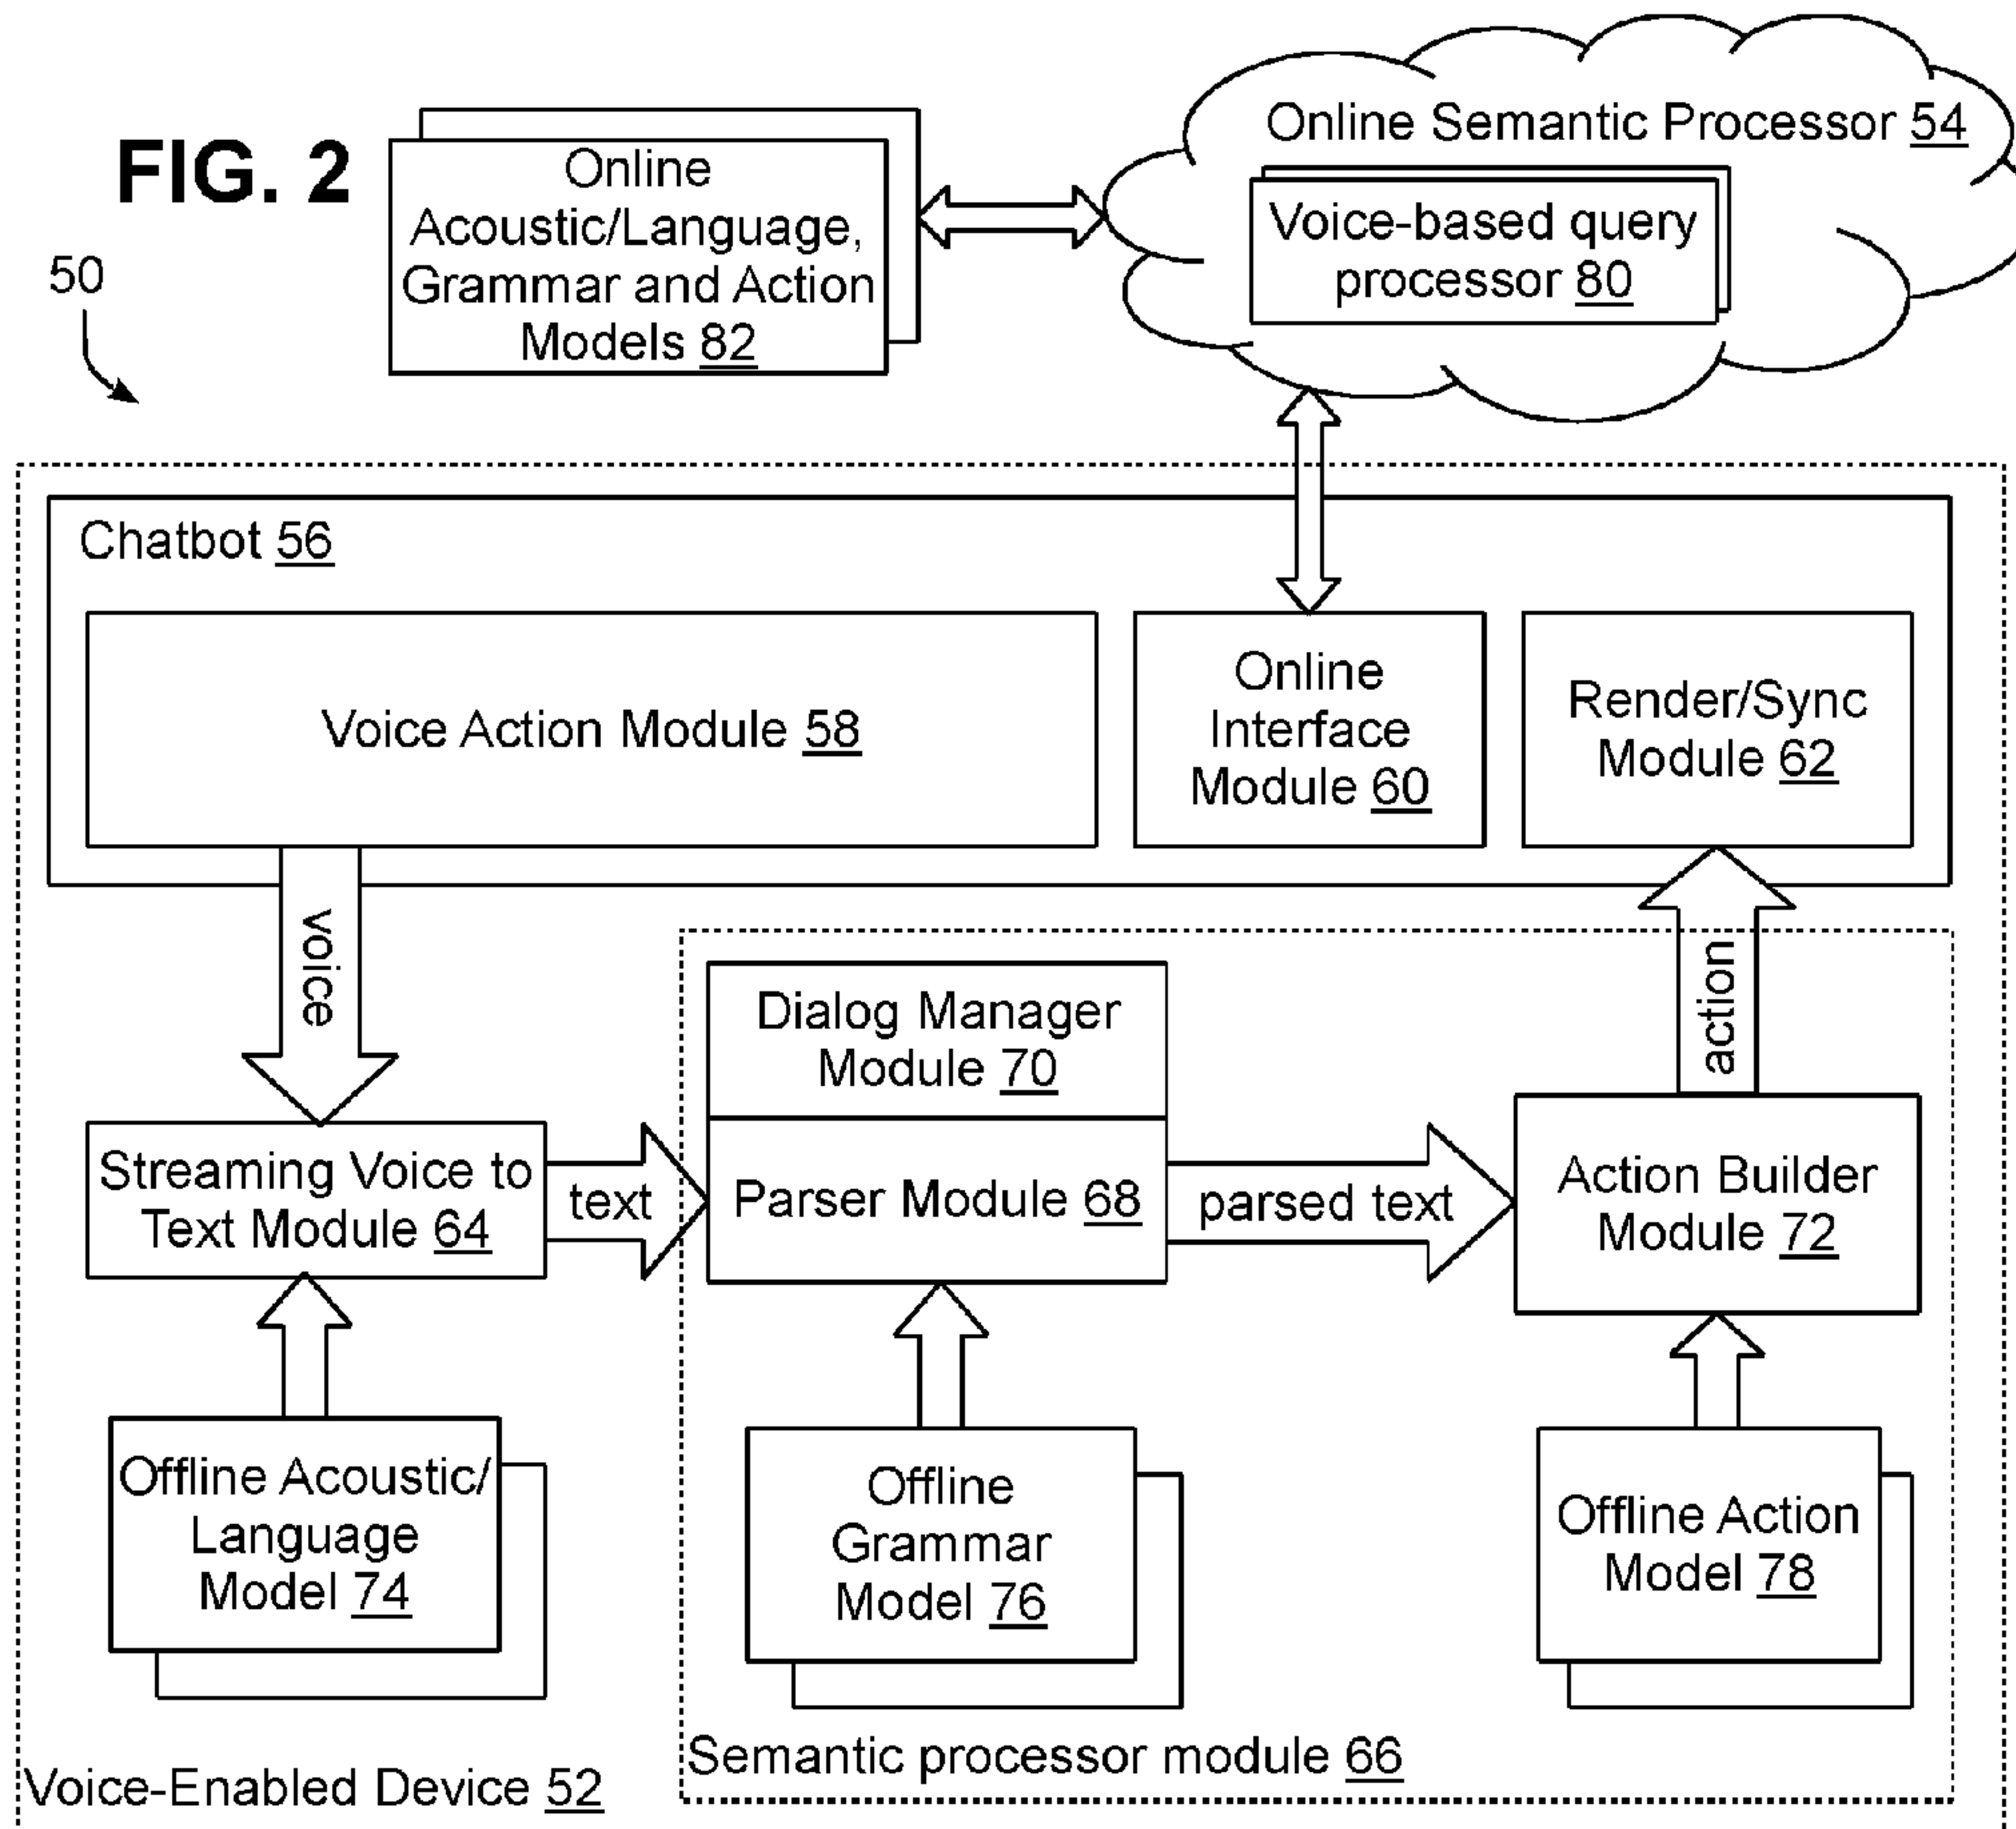 FIG. 2
50
Online
Acoustic/Language,
Grammar and Action
Models 82
Online Semantic Processor 54
Voice-based query
processor 80
Chatbot 56
Voice Action Module 58
Online
Interface
Module 60
Render/Sync
Module 62
voice
action
Dialog Manager
Module 70
Streaming Voice to
Text Module 64
text
Parser Module 68
parsed text
Action Builder
Module 72
Offline Acoustic/
Language
Model 74
Offline
Grammar
Model 76
Offline Action
Model 78
Semantic processor module 66
Voice-Enabled Device 52